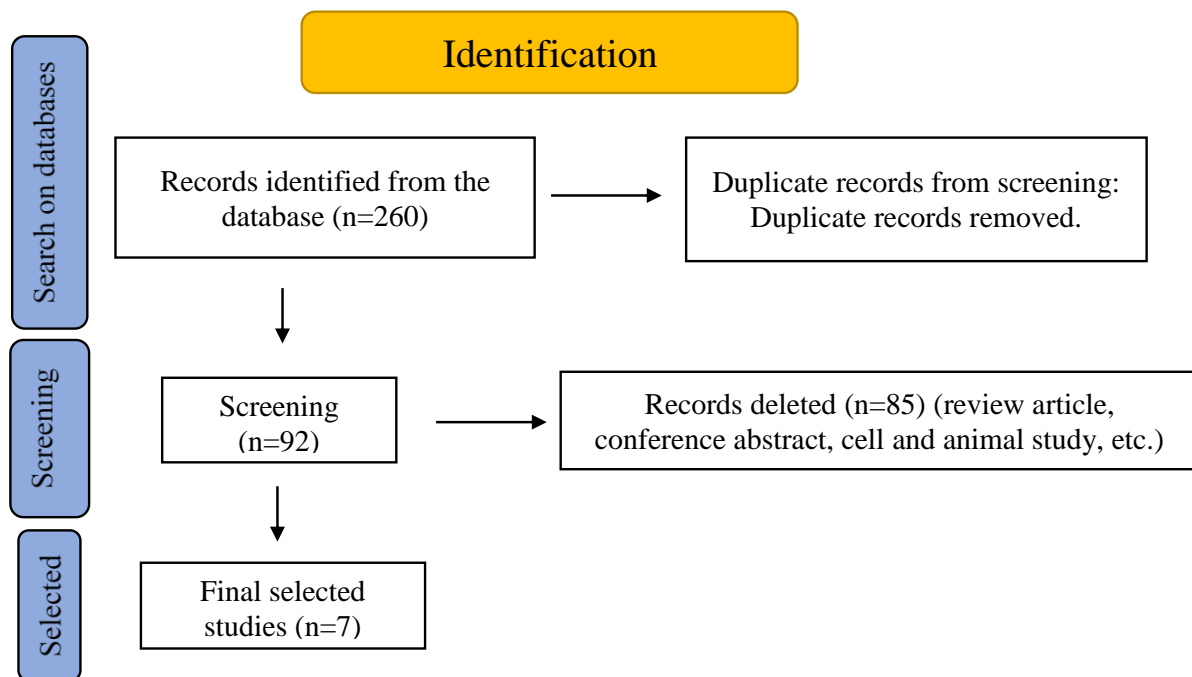 Identification
Search on databases
Records identified from the
database (n=260)
Duplicate records from screening:
Duplicate records removed.
Screening
Screening
(n=92)
Records deleted (n=85) (review article,
conference abstract, cell and animal study, etc.)
Selected
Final selected
studies (n=7)